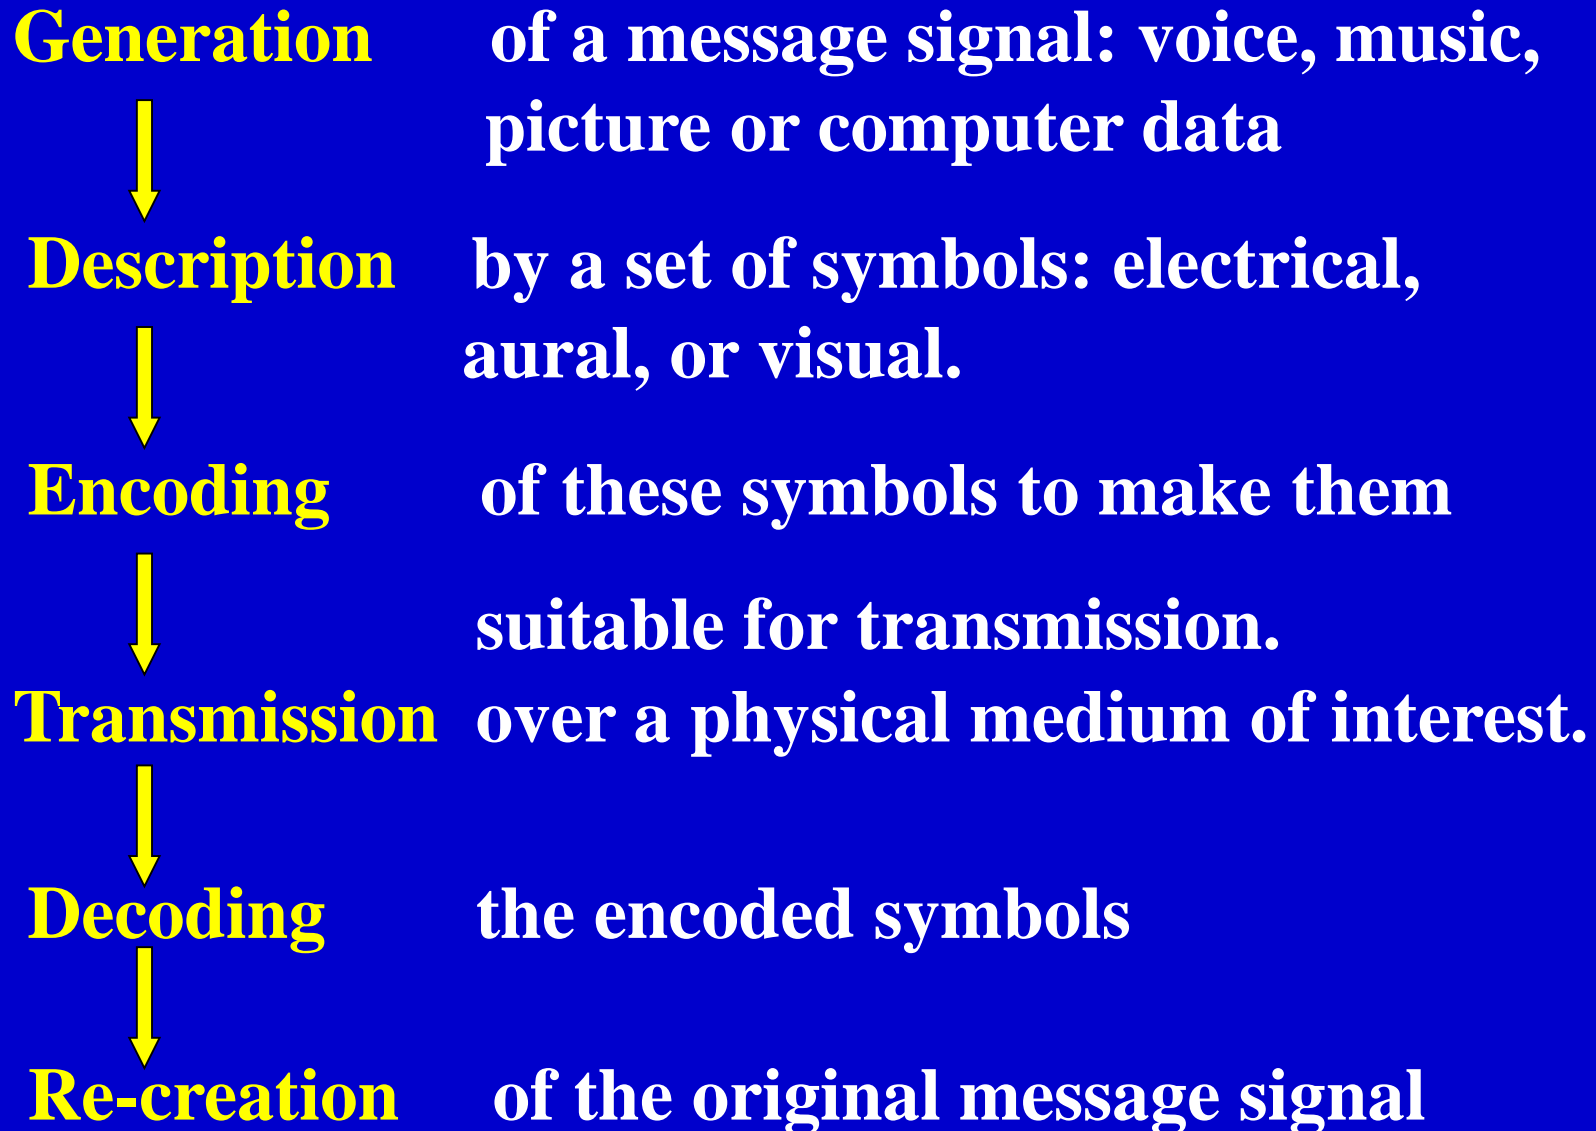 Generation of a message signal: voice, music,
picture or computer data
Description by a set of symbols: electrical,
aural, or visual.
Encoding of these symbols to make them
suitable for transmission.
Transmission over a physical medium of interest.
Decoding the encoded symbols
Re-creation of the original message signal